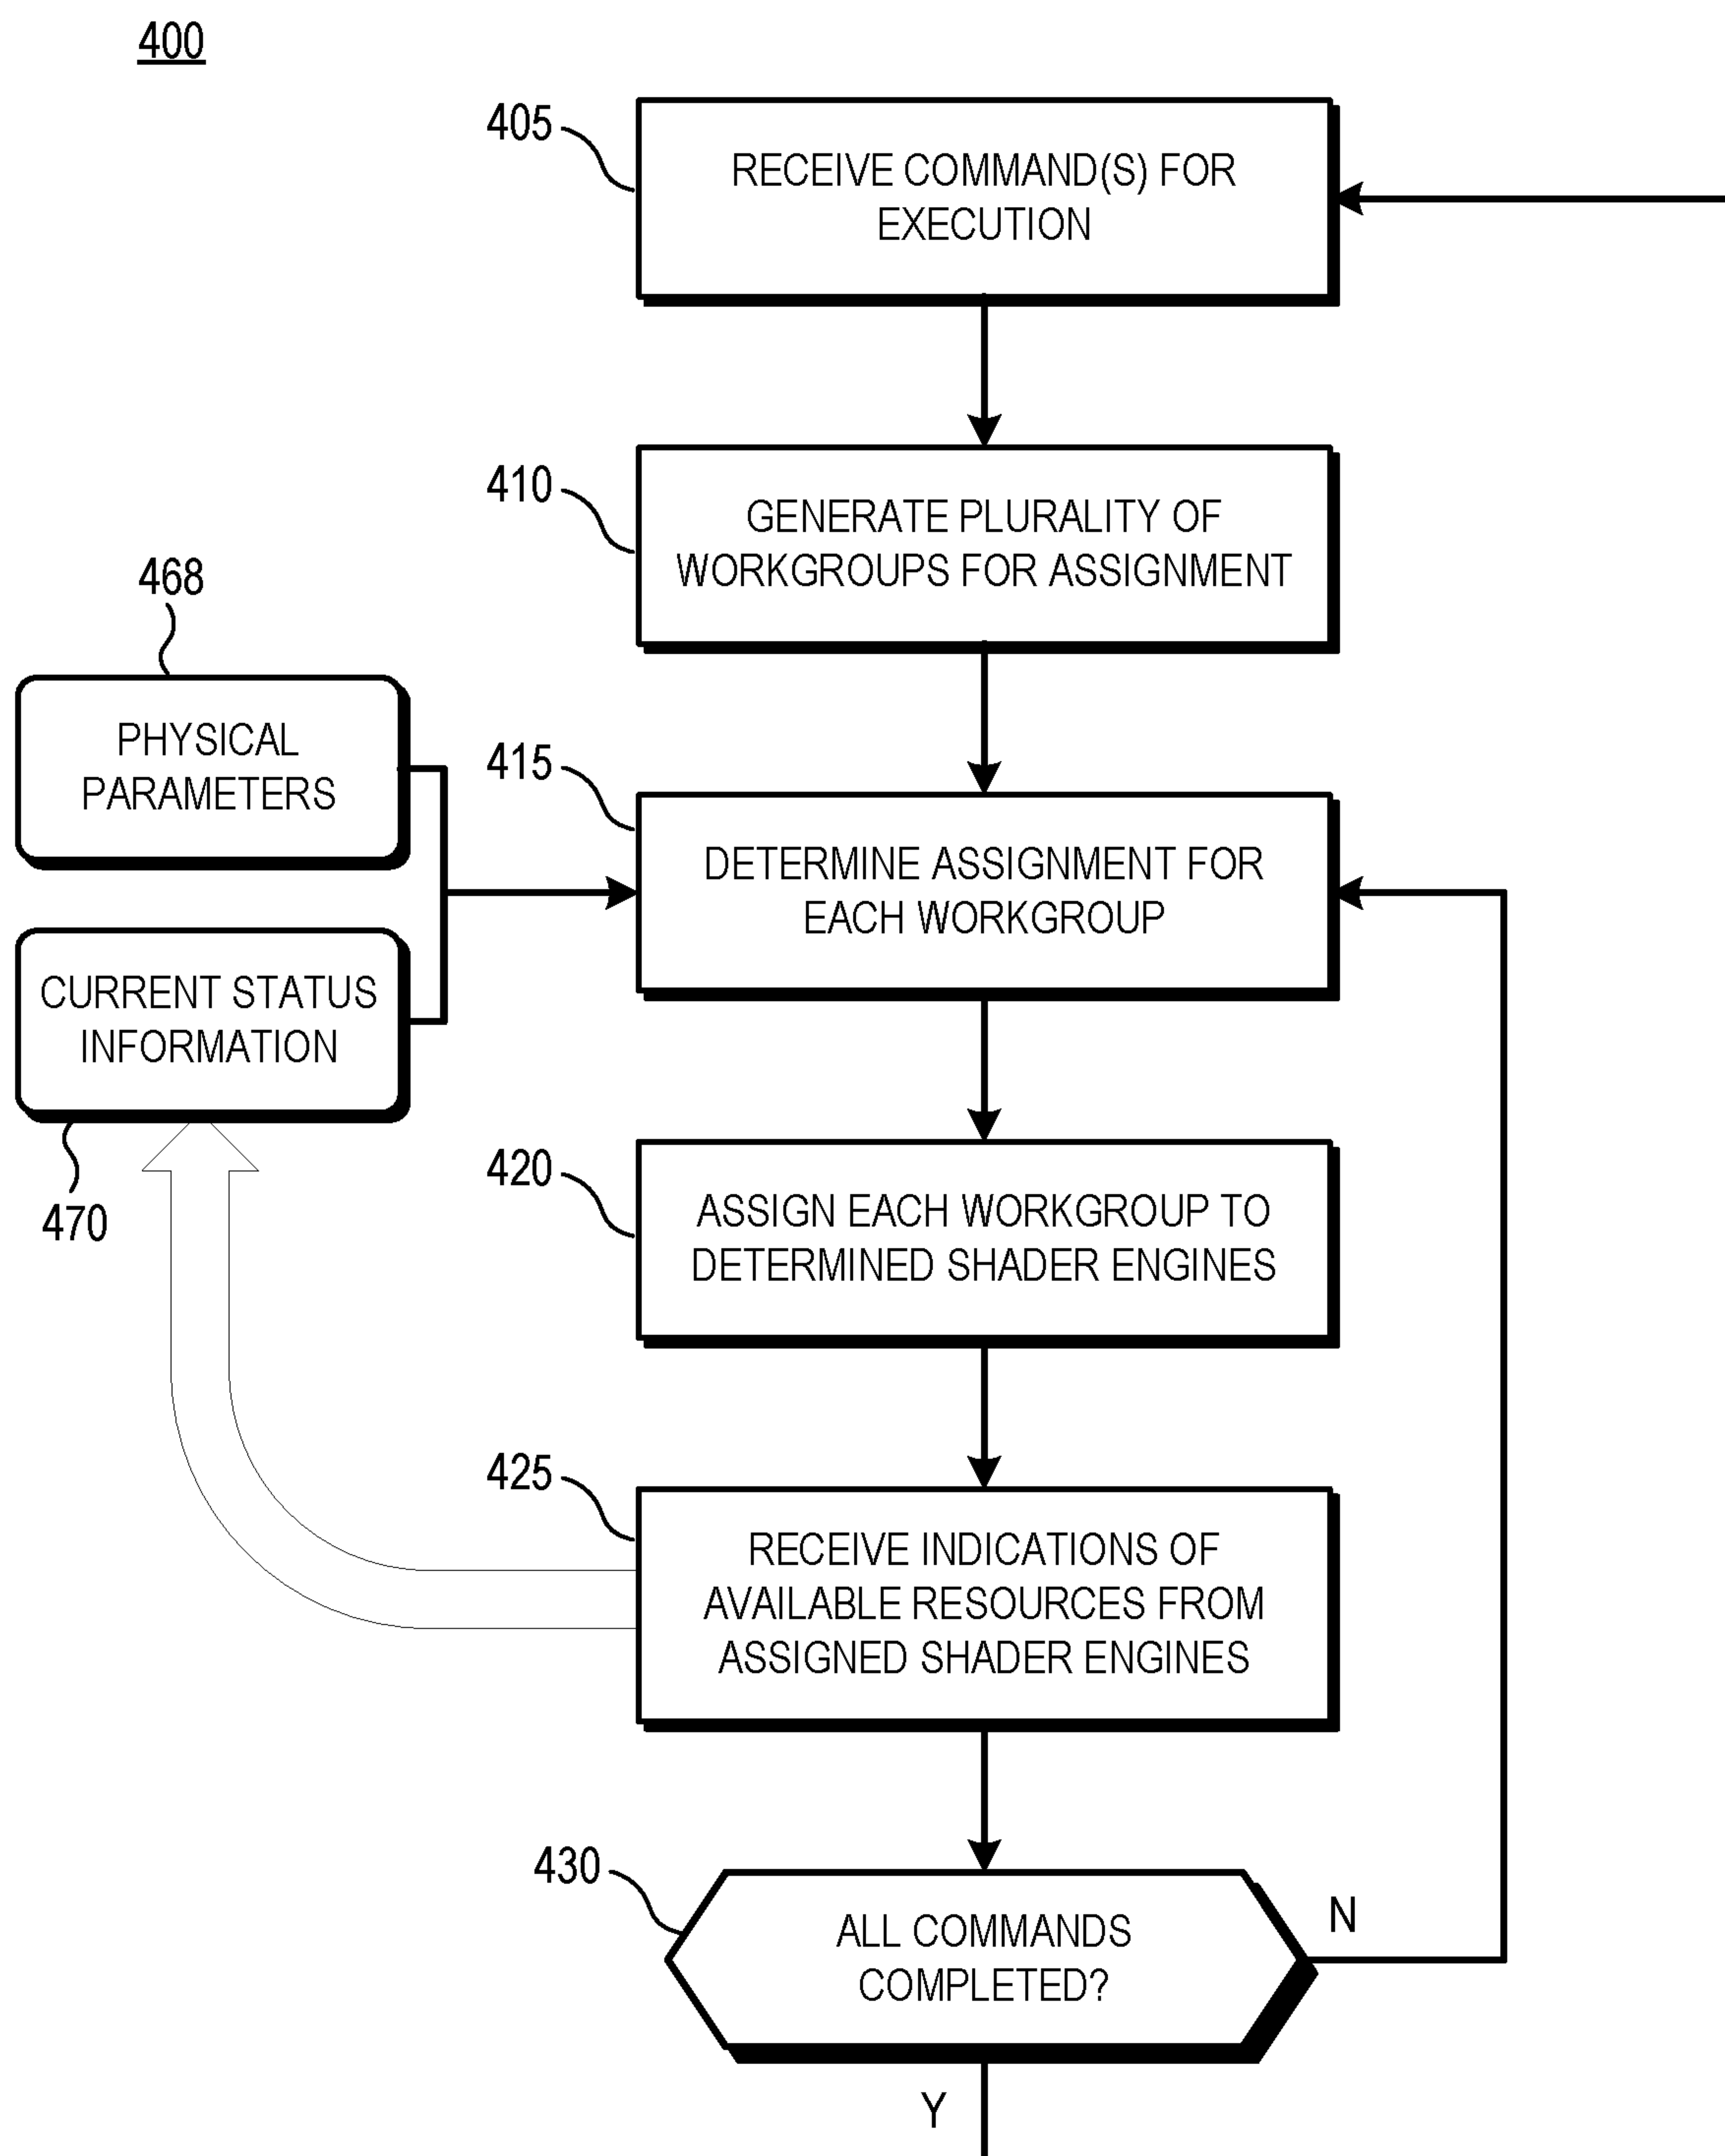 400
405
RECEIVE COMMAND(S) FOR
EXECUTION
410
GENERATE PLURALITY OF
WORKGROUPS FOR ASSIGNMENT
468
PHYSICAL
PARAMETERS
415
DETERMINE ASSIGNMENT FOR
EACH WORKGROUP
CURRENT STATUS
INFORMATION
470
420
ASSIGN EACH WORKGROUP TO
DETERMINED SHADER ENGINES
425
RECEIVE INDICATIONS OF
AVAILABLE RESOURCES FROM
ASSIGNED SHADER ENGINES
430
ALL COMMANDS
COMPLETED?
N
Y